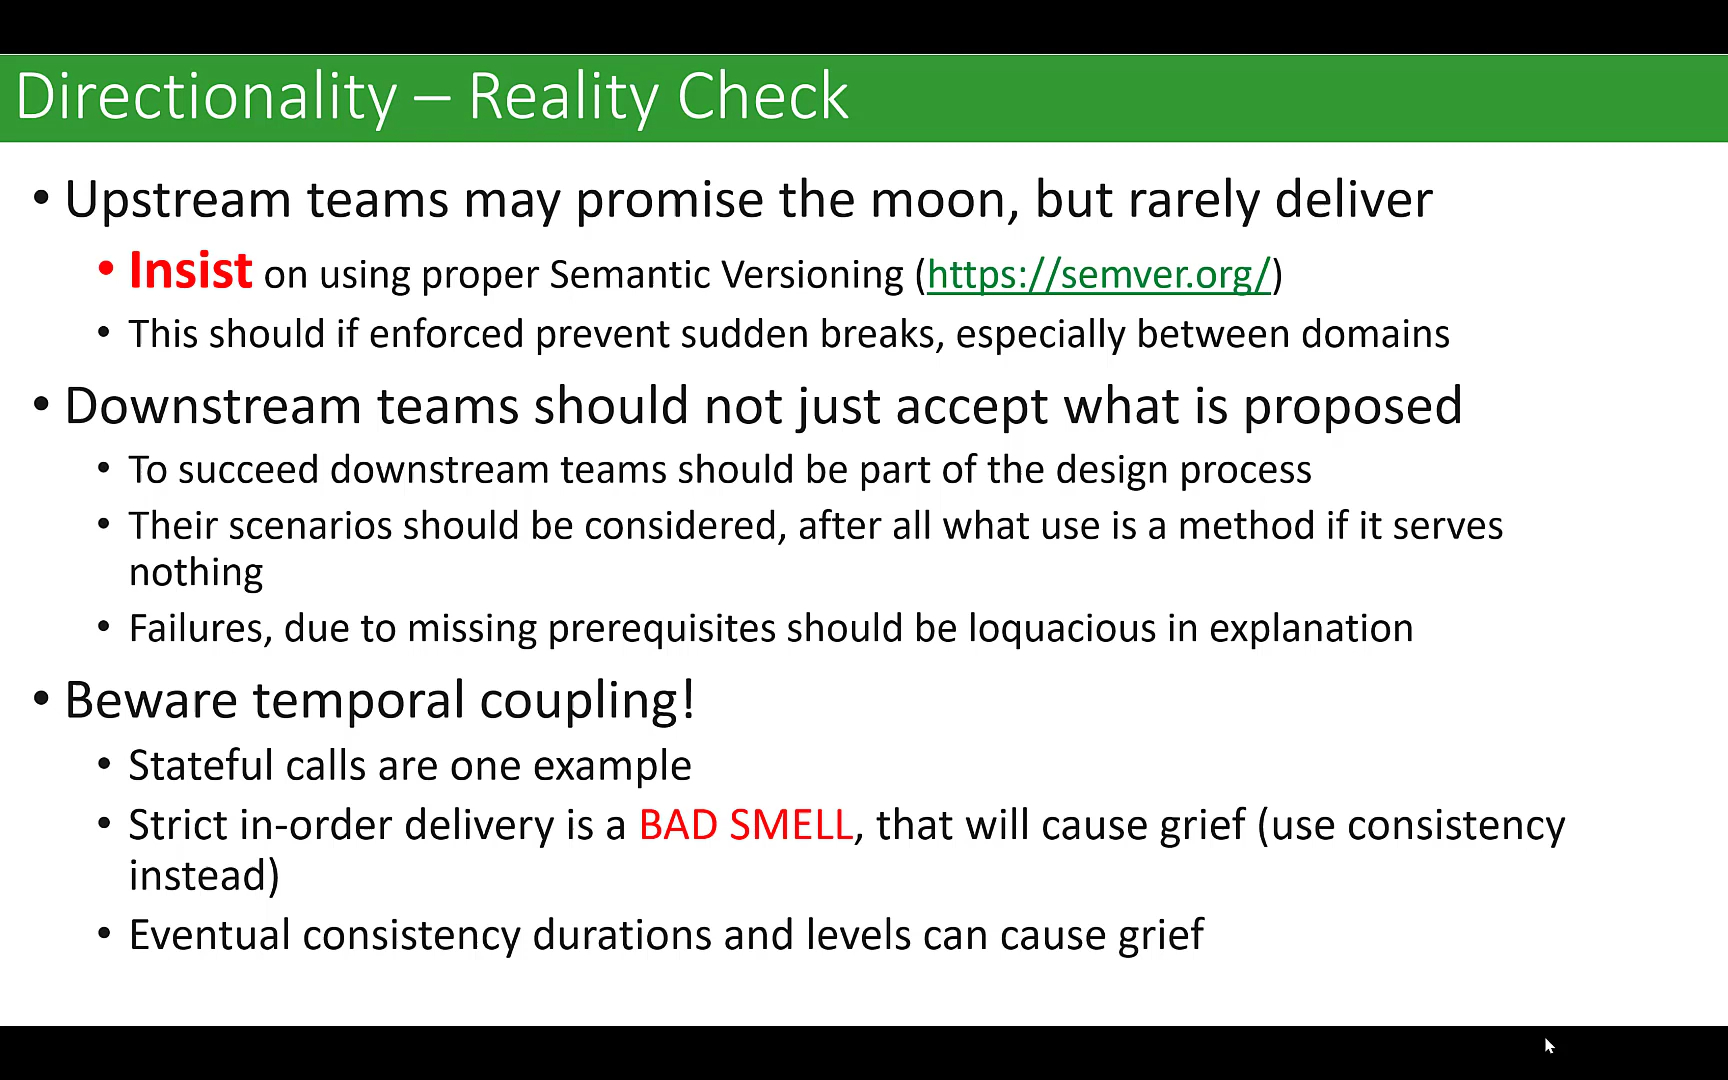 Directionality – Reality Check
• Upstream teams may promise the moon, but rarely deliver
• Insist on using proper Semantic Versioning (https://semver.org/)
• This should if enforced prevent sudden breaks, especially between domains
• Downstream teams should not just accept what is proposed
• To succeed downstream teams should be part of the design process
• Their scenarios should be considered, after all what use is a method if it serves
nothing
• Failures, due to missing prerequisites should be loquacious in explanation
• Beware temporal coupling!
• Stateful calls are one example
• Strict in-order delivery is a BAD SMELL, that will cause grief (use consistency
instead)
• Eventual consistency durations and levels can cause grief